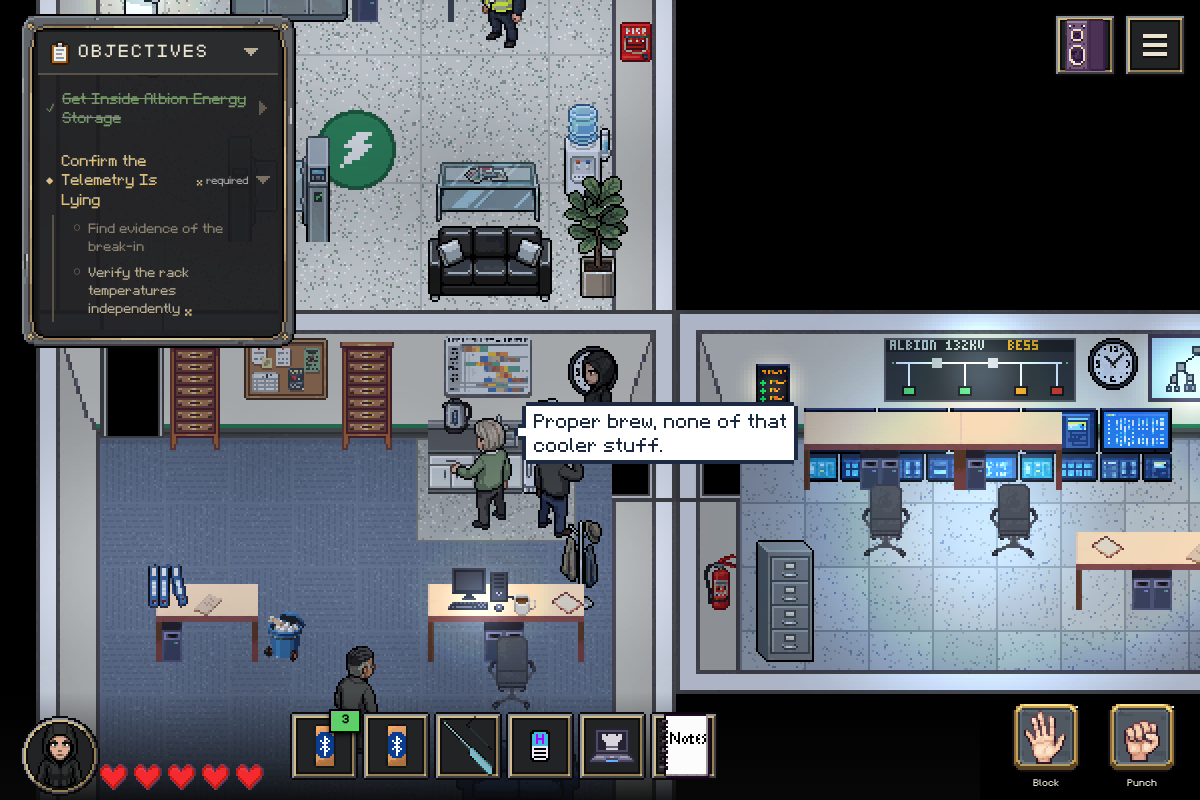 OBJECTIVES
Get Inside Albion Energy
Storage
Confirm the
Telemetry Is
Lying
x required
Find evidence of the
break-in
Verify the rack
temperatures
independently x
ALBION 132KV BESS
12
Proper brew, none of that
cooler stuff.
3
H
Notes
Block
Punch